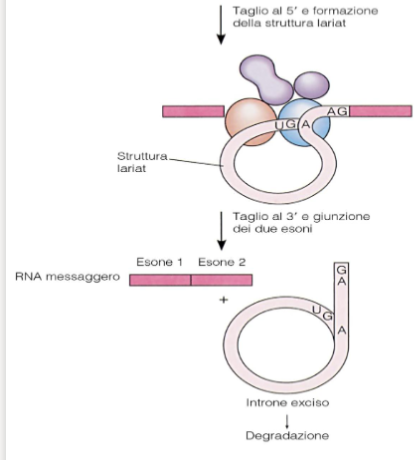 Taglio al 5' e formazione
della struttura lariat
UG A
AG
Struttura
lariat
Taglio al 3' e giunzione
dei due esoni
Esone 1 Esone 2
RNA messaggero
+
G
A
UG
A
Introne exciso
Degradazione